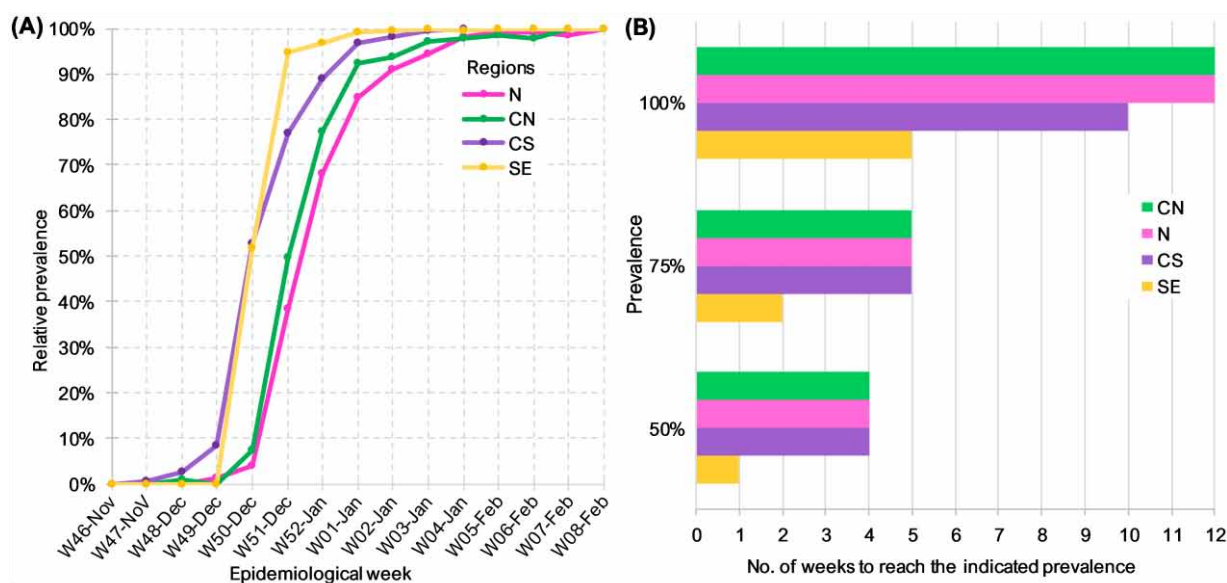 (A)
100%
90%
80%
70%
60%
50%
40%
30%
20%
10%
0%
Relative prevalence
Regions
N
CN
CS
SE
W46-Nov
W47-NoV
W48-Dec
W49-Dec
W50-Dec
W51-Dec
W52-Jan
W01-Jan
W02-Jan
W03-Jan
W04-Jan
W05-Feb
W06-Feb
W07-Feb
W08-Feb
Epidemiological week
(B)
100%
75%
50%
Prevalence
CN
N
CS
SE
0 1 2 3 4 5 6 7 8 9 10 11 12
No. of weeks to reach the indicated prevalence